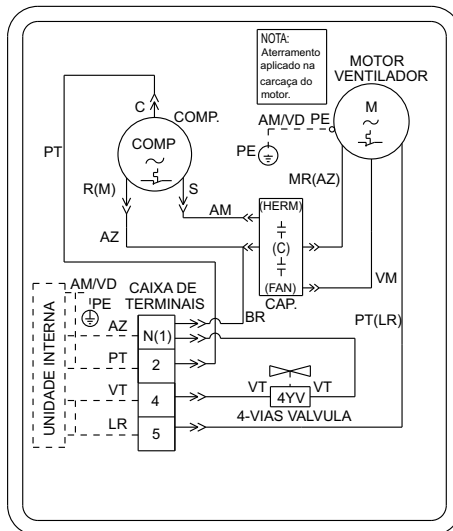 NOTA:
Aterramento
aplicado na
carcaça do
motor.
MOTOR
VENTILADOR
M
C
COMP.
COMP
AM/VD
PE
PE
PT
R(M)
S
MR(AZ)
AM
(HERM)
AZ
(C)
(FAN)
CAP.
VM
BR
PT(LR)
AM/VD
PE
CAIXA DE
TERMINAIS
UNIDADE INTERNA
AZ
N(1)
PT
2
VT
4
VT
4YV
VT
4-VIAS VALVULA
LR
5